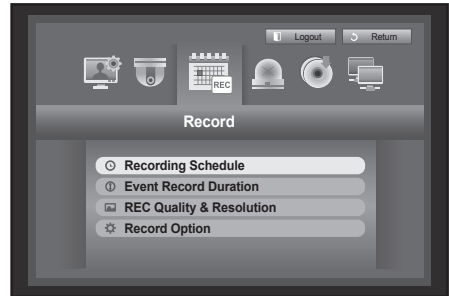 Logout Return
REC
Record
Recording Schedule
Event Record Duration
REC Quality & Resolution
Record Option